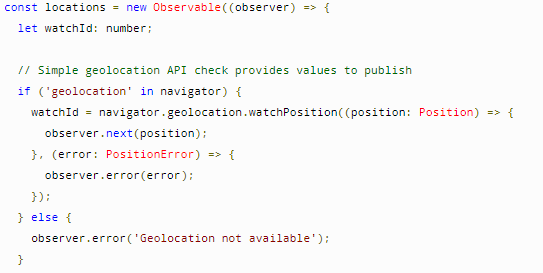 const locations = new Observable((observer) => {
  let watchId: number;

  // Simple geolocation API check provides values to publish
  if ('geolocation' in navigator) {
    watchId = navigator.geolocation.watchPosition((position: Position) => {
      observer.next(position);
    }, (error: PositionError) => {
      observer.error(error);
    });
  } else {
    observer.error('Geolocation not available');
  }